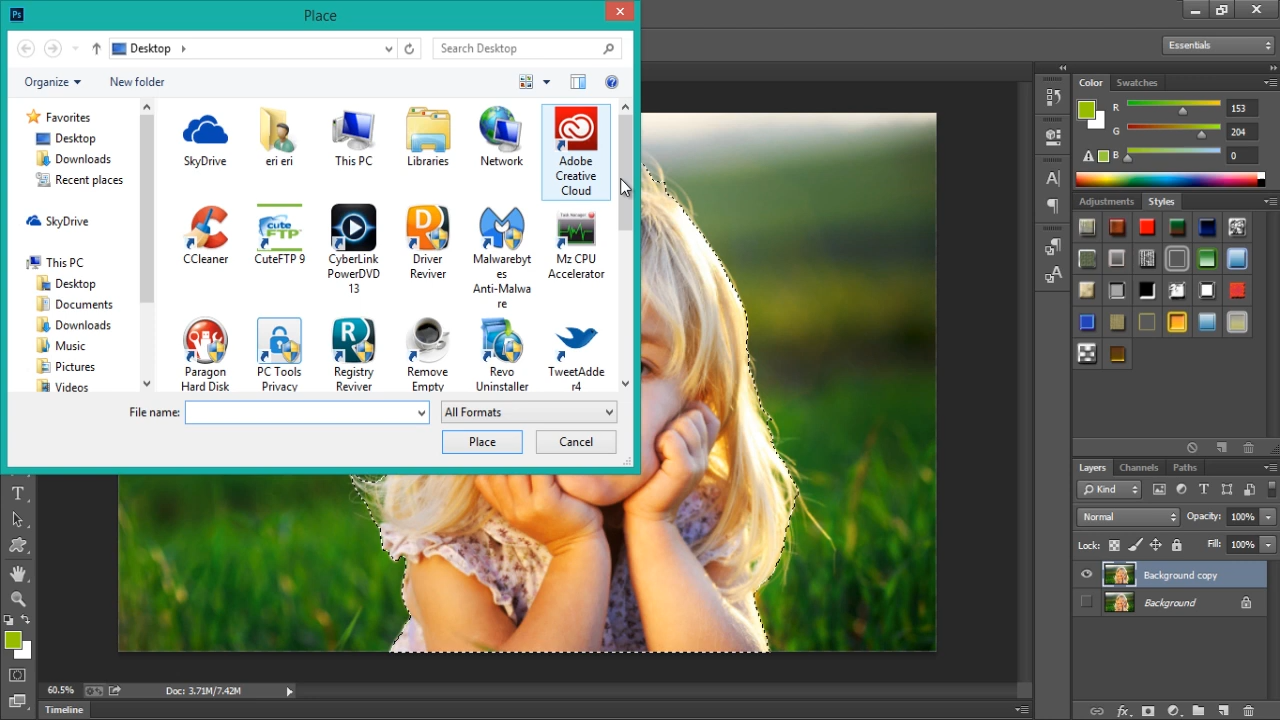 Ps
Place
Desktop
Search Desktop
Essentials
Organize
New folder
Favorites
Desktop
Downloads
Recent places
SkyDrive
This PC
Desktop
Documents
Downloads
Music
Pictures
Videos
SkyDrive
eri eri
This PC
Libraries
Network
Adobe
Creative
Cloud
CCleaner
CuteFTP 9
CyberLink
PowerDVD
13
Driver
Reviver
Malwarebyt
es
Anti-Malwa
re
Mz CPU
Accelerator
Paragon
Hard Disk
PC Tools
Privacy
Registry
Reviver
Remove
Empty
Revo
Uninstaller
TweetAdde
r4
File name:
All Formats
Place
Cancel
Color
Swatches
R
153
G
204
B
0
Adjustments
Styles
Layers
Channels
Paths
Kind
Normal
Opacity:
100%
Lock:
Fill:
100%
Background copy
Background
60.5%
Doc: 3.71M/7.42M
Timeline